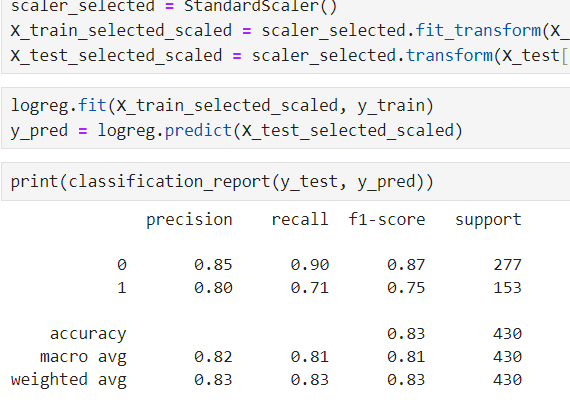 scaler_selected = StandardScaler()
X_train_selected_scaled = scaler_selected.fit_transform(X_
X_test_selected_scaled = scaler_selected.transform(X_test[
logreg.fit(X_train_selected_scaled, y_train)
y_pred = logreg.predict(X_test_selected_scaled)
print(classification_report(y_test, y_pred))
precision recall f1-score support
0 0.85 0.90 0.87 277
1 0.80 0.71 0.75 153
accuracy 0.83 430
macro avg 0.82 0.81 0.81 430
weighted avg 0.83 0.83 0.83 430